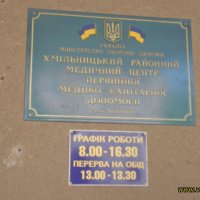 УКРАЇНА
МІНІСТЕРСТВО ОХОРОНИ ЗДОРОВ'Я
ХМІЛЬНИЦЬКИЙ РАЙОННИЙ
МЕДИЧНИЙ ЦЕНТР
ПЕРВИННОЇ
МЕДИКО-САНІТАРНОЇ
ДОПОМОГИ
ГРАФІК РОБОТИ
8.00-16.30
ПЕРЕРВА НА ОБІД
13.00-13.30